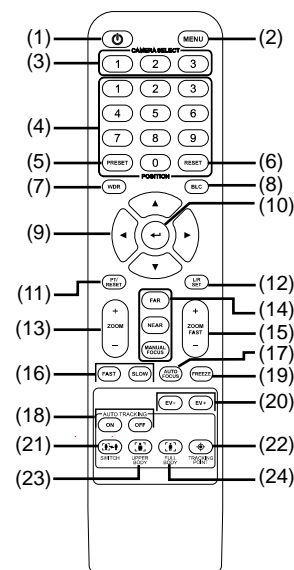 (1) MENU (2)
CAMERA SELECT
(3) 1 2 3
1 2 3
(4) 4 5 6
7 8 9
(5) PRESET 0 RESET (6)
POSITION
(7) WDR BLC (8)
(10)
(9)
(11) PT/ RESET L/R SET (12)
FAR (14)
(13) + ZOOM − NEAR + ZOOM FAST − (15)
MANUAL FOCUS
(17)
(16) FAST SLOW AUTO FOCUS FREEZE (19)
EV− EV+ (20)
(18) AUTO TRACKING
ON OFF
(21) (22)
SWITCH UPPER BODY FULL BODY TRACKING POINT
(23) (24)